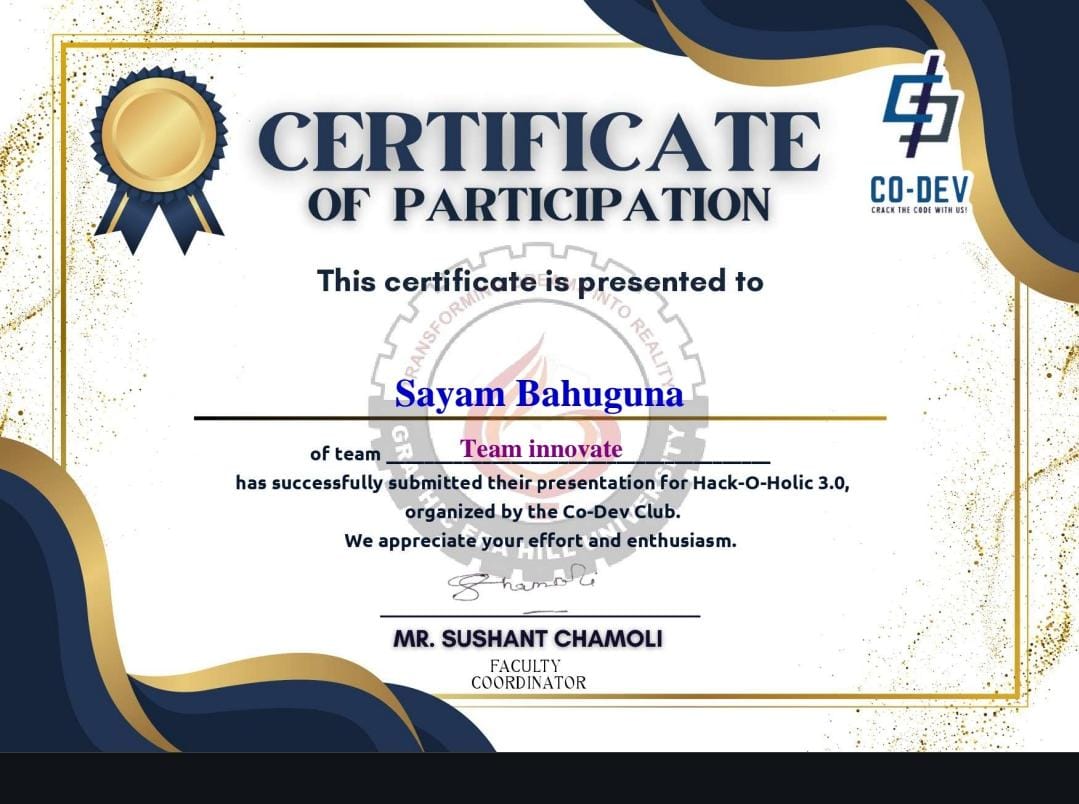 CERTIFICATE
OF PARTICIPATION
CO-DEV
CRACK THE CODE WITH US!
This certificate is presented to
TRANSFORMING DREAMS INTO REALITY
Sayam Bahuguna
of team Team innovate
has successfully submitted their presentation for Hack-O-Holic 3.0,
organized by the Co-Dev Club.
We appreciate your effort and enthusiasm.
GRAPHIC ERA HILL UNIVERSITY
Chamoli
MR. SUSHANT CHAMOLI
FACULTY
COORDINATOR